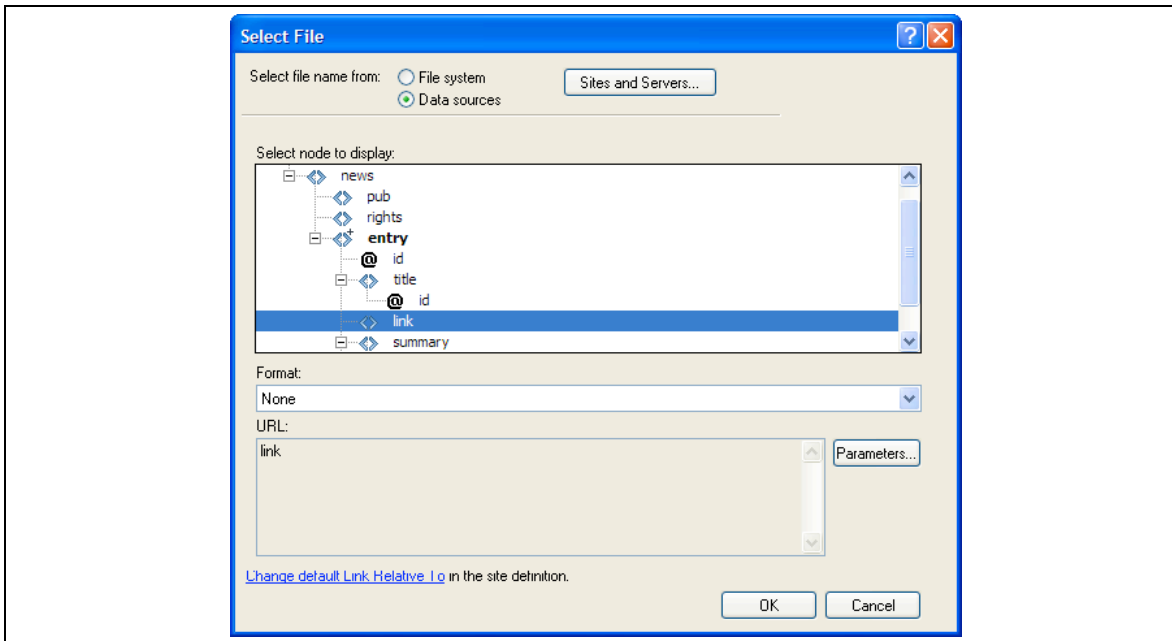 Select File
Select file name from:
File system
Sites and Servers...
Data sources
Select node to display:
news
pub
rights
entry
@ id
title
@ id
link
summary
Format:
None
URL:
link
Parameters...
Change default Link Relative To in the site definition.
OK
Cancel